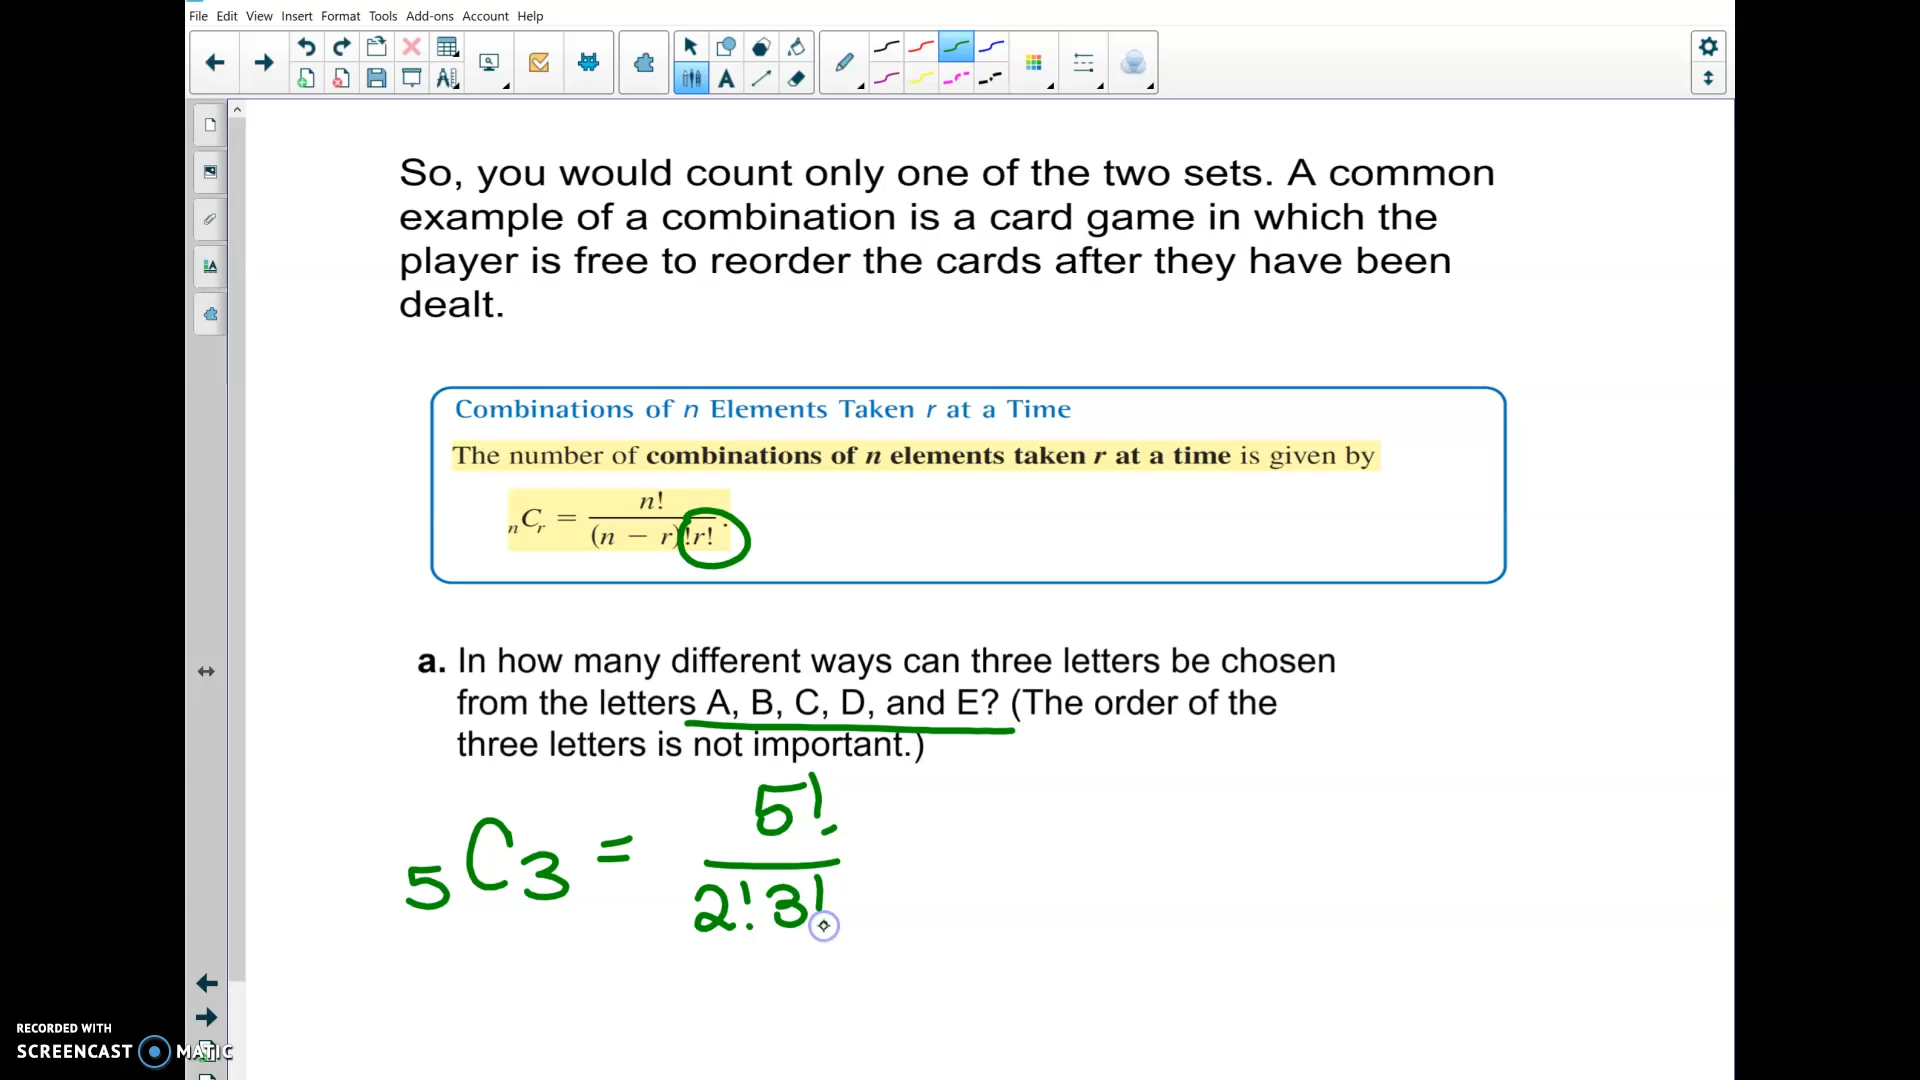 File Edit View Insert Format Tools Add-ons Account Help
So, you would count only one of the two sets. A common
example of a combination is a card game in which the
player is free to reorder the cards after they have been
dealt.
Combinations of n Elements Taken r at a Time
The number of combinations of n elements taken r at a time is given by
nCr = n! / (n − r)!r! .
a. In how many different ways can three letters be chosen
from the letters A, B, C, D, and E? (The order of the
three letters is not important.)
5C3 = 5! / 2!3!
RECORDED WITH
SCREENCAST MATIC